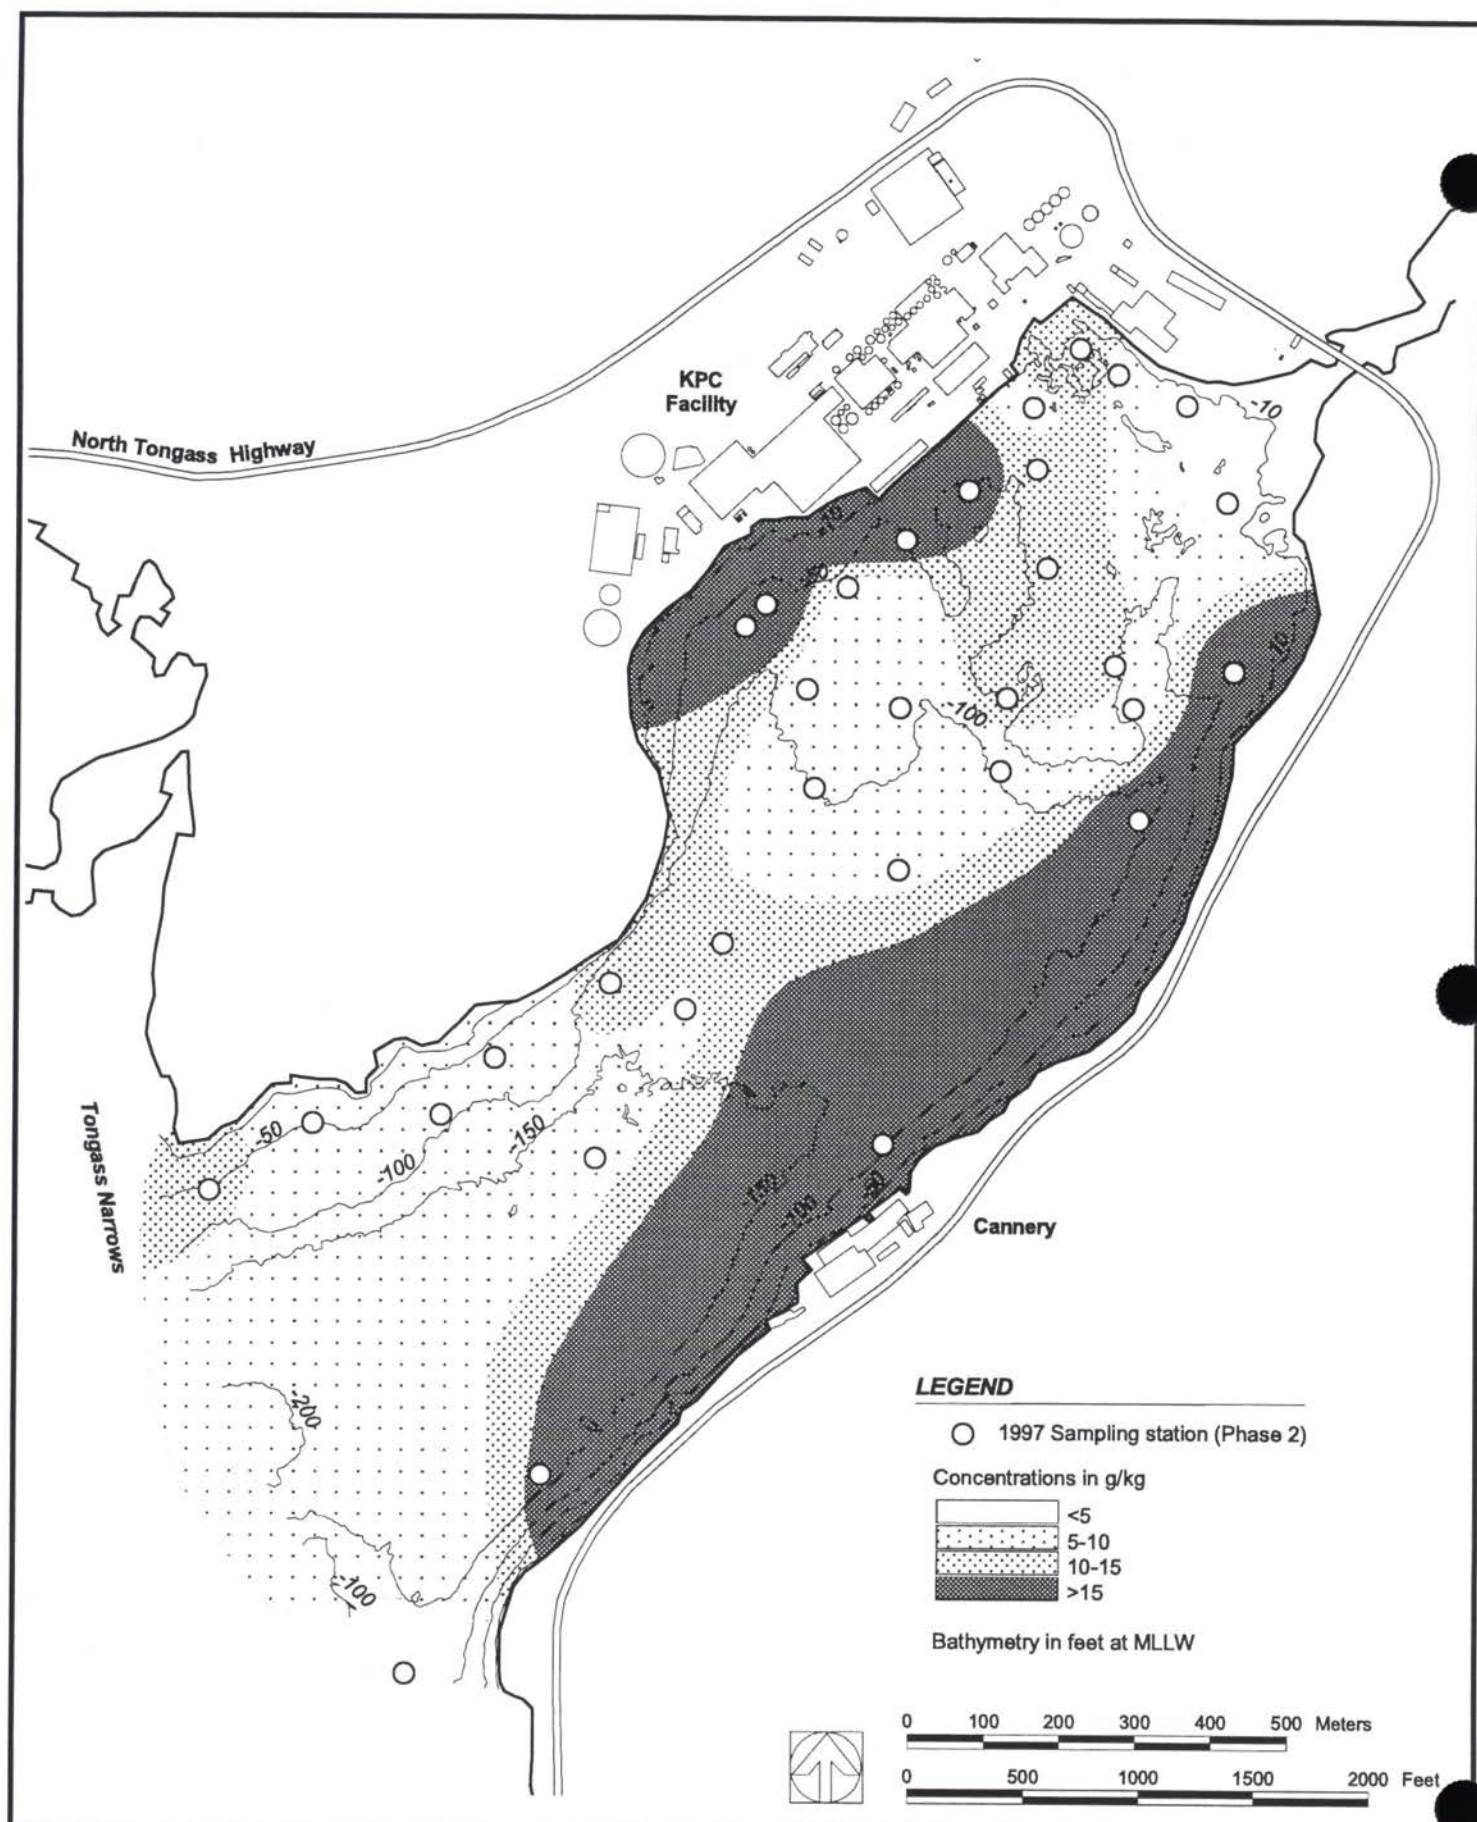 KPC
Facility
North Tongass Highway
-10
-10
-50
-10
-100
-50
-100
-150
Tongass Narrows
-150
-100
-50
Cannery
-200
-100
LEGEND
1997 Sampling station (Phase 2)
Concentrations in g/kg
<5
5-10
10-15
>15
Bathymetry in feet at MLLW
0 100 200 300 400 500 Meters
0 500 1000 1500 2000 Feet